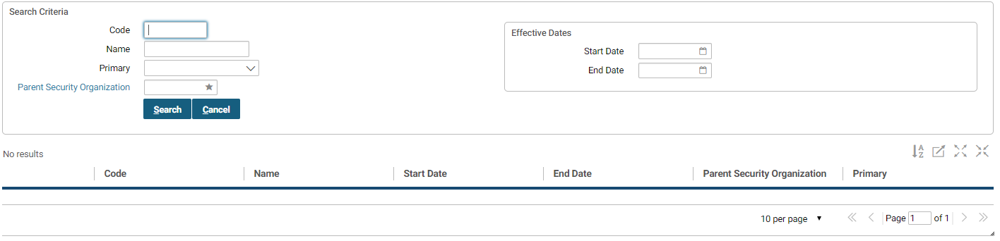 Search Criteria
Code
Name
Primary
Parent Security Organization
Search Cancel
Effective Dates
Start Date
End Date
No results
Code Name Start Date End Date Parent Security Organization Primary
10 per page Page 1 of 1